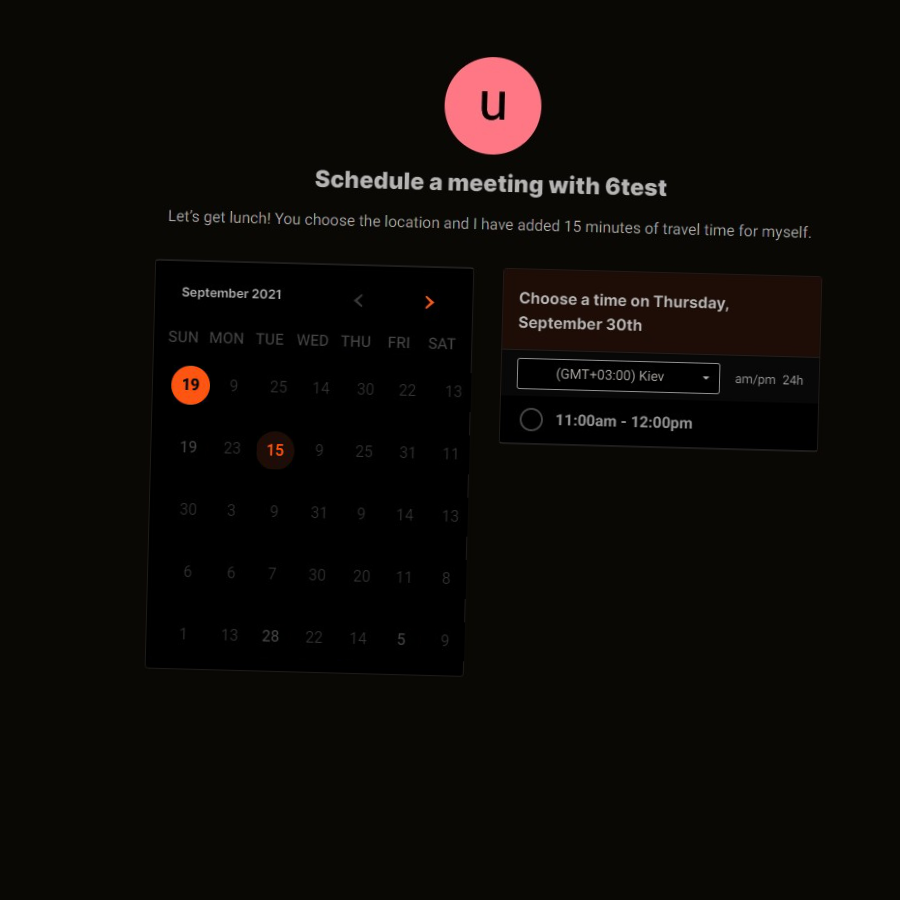 u
Schedule a meeting with 6test
Let's get lunch! You choose the location and I have added 15 minutes of travel time for myself.
September 2021
SUN MON TUE WED THU FRI SAT
19 9 25 14 30 22 13
19 23 15 9 25 31 11
30 3 9 31 9 14 13
6 6 7 30 20 11 8
1 13 28 22 14 5 9
Choose a time on Thursday,
September 30th
(GMT+03:00) Kiev
am/pm 24h
11:00am - 12:00pm